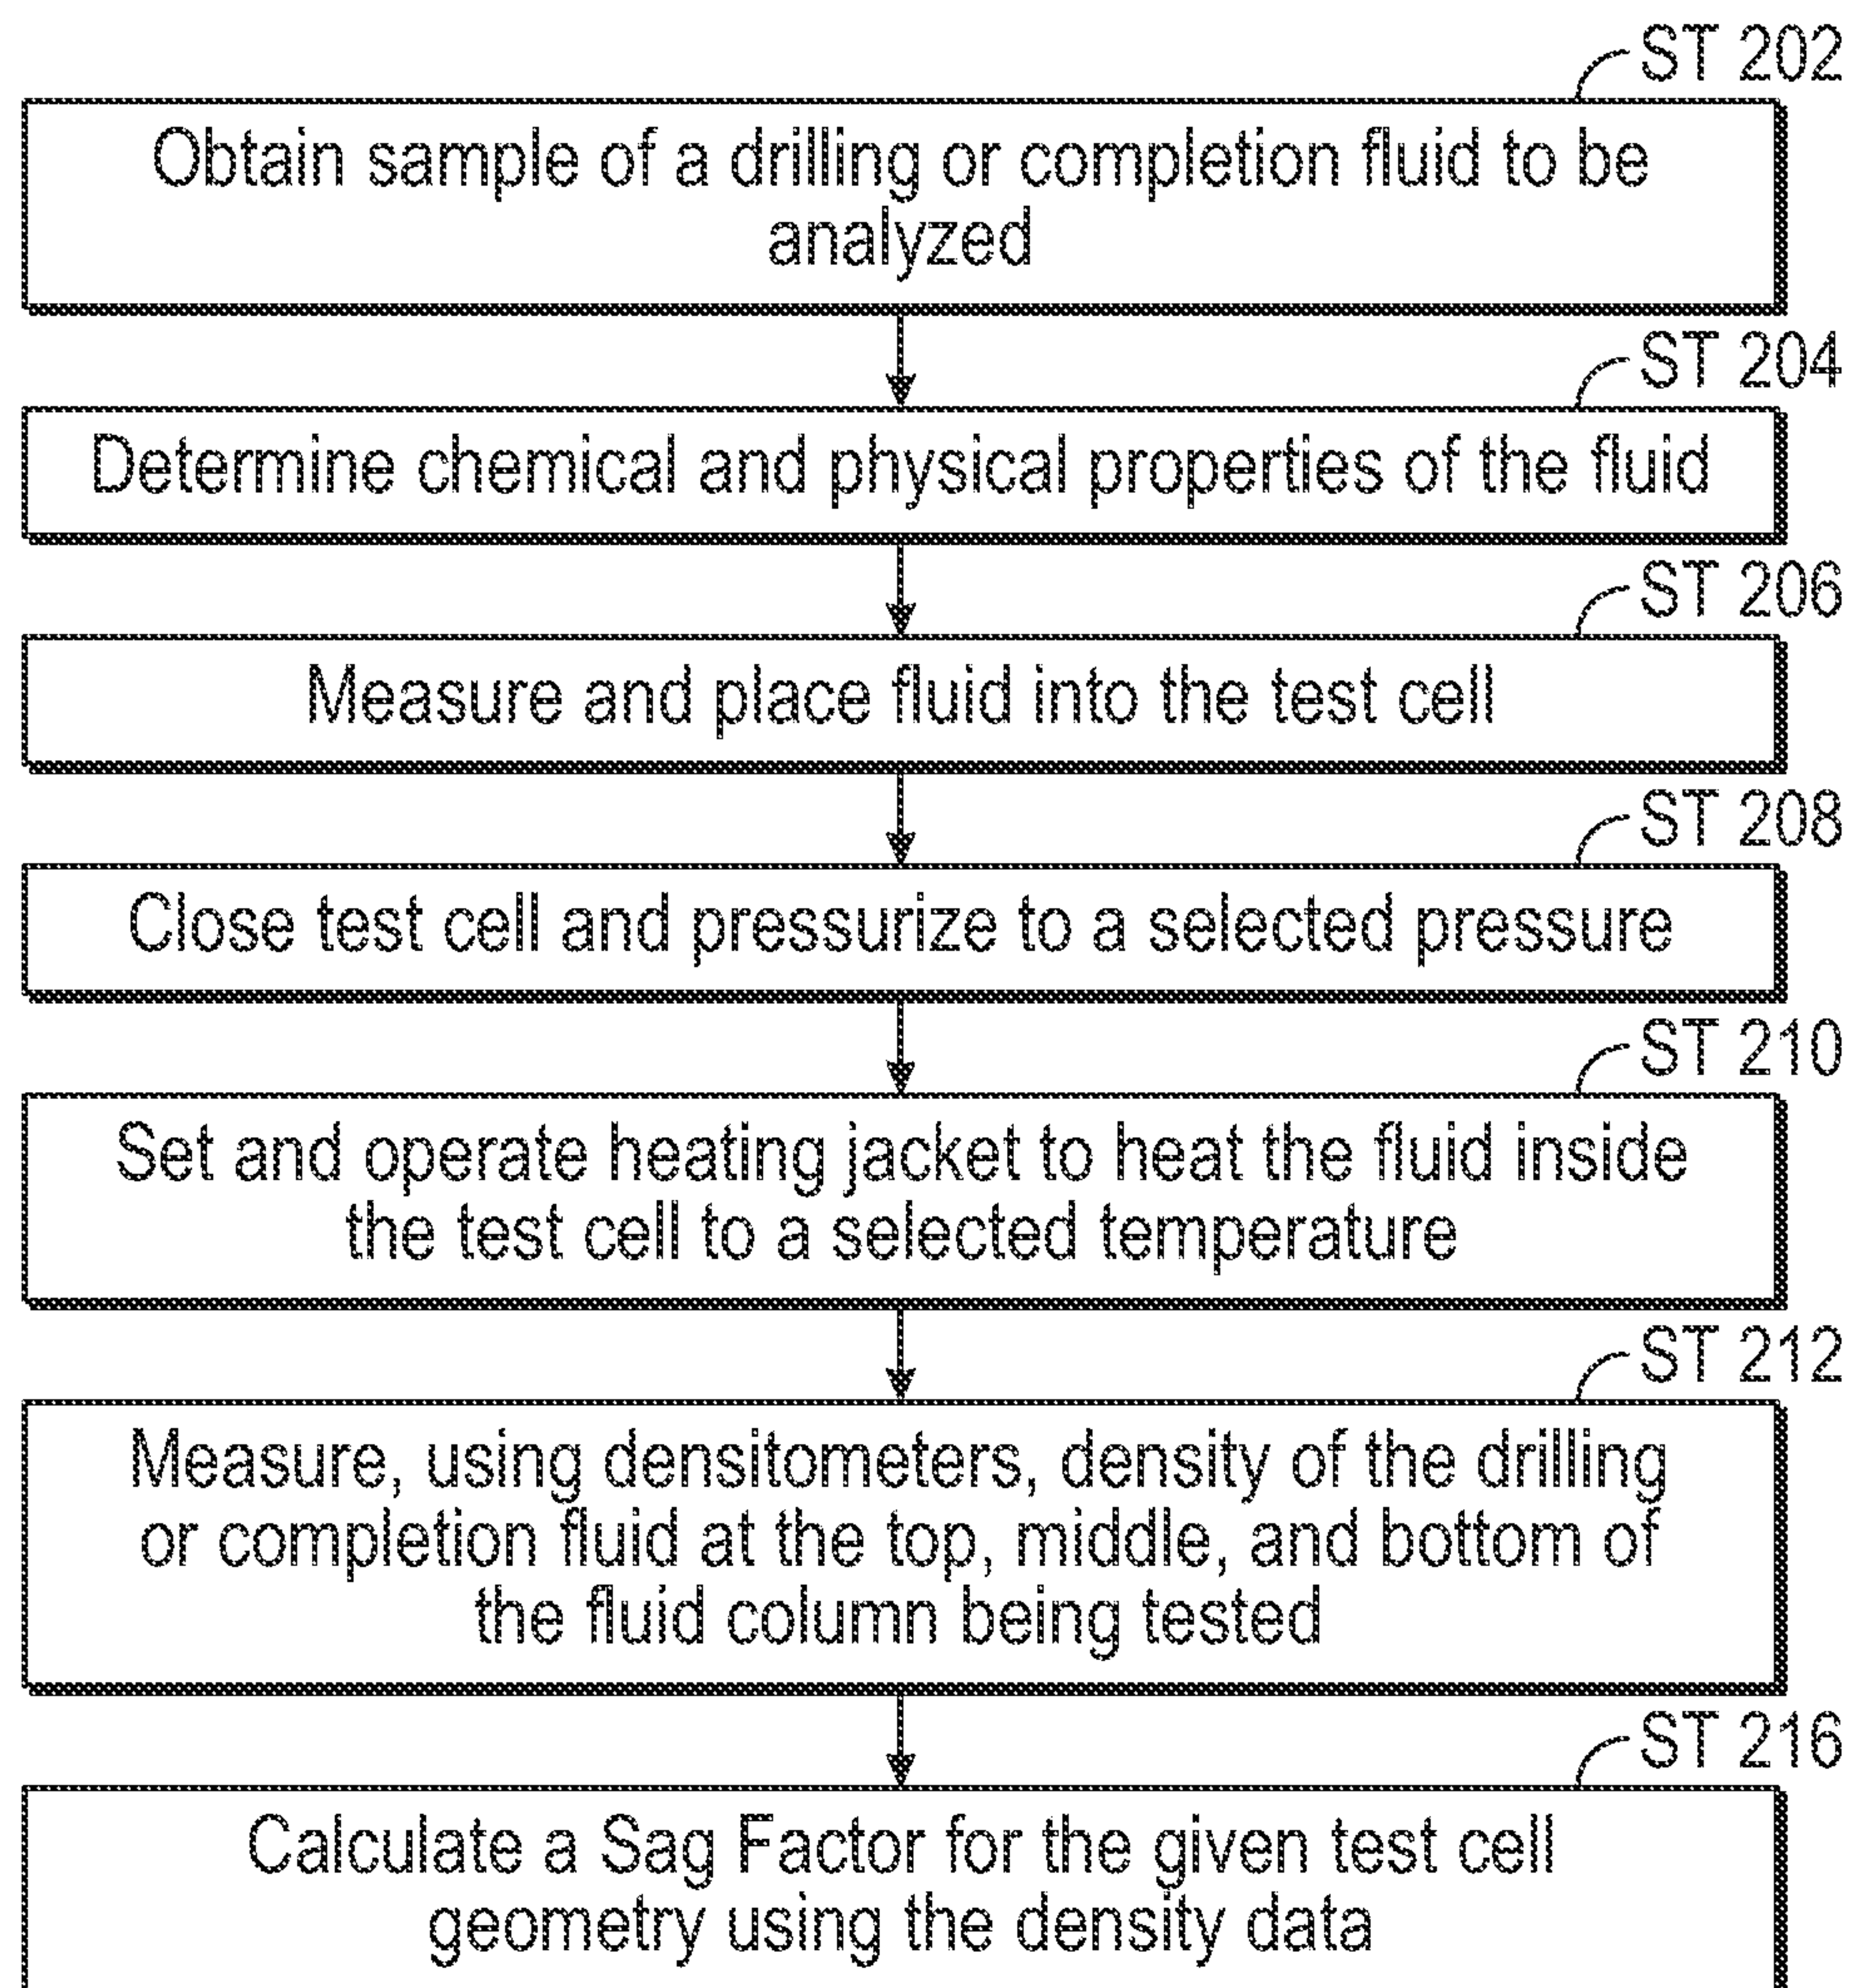 ST 202
Obtain sample of a drilling or completion fluid to be
analyzed
ST 204
Determine chemical and physical properties of the fluid
ST 206
Measure and place fluid into the test cell
ST 208
Close test cell and pressurize to a selected pressure
ST 210
Set and operate heating jacket to heat the fluid inside
the test cell to a selected temperature
ST 212
Measure, using densitometers, density of the drilling
or completion fluid at the top, middle, and bottom of
the fluid column being tested
ST 216
Calculate a Sag Factor for the given test cell
geometry using the density data